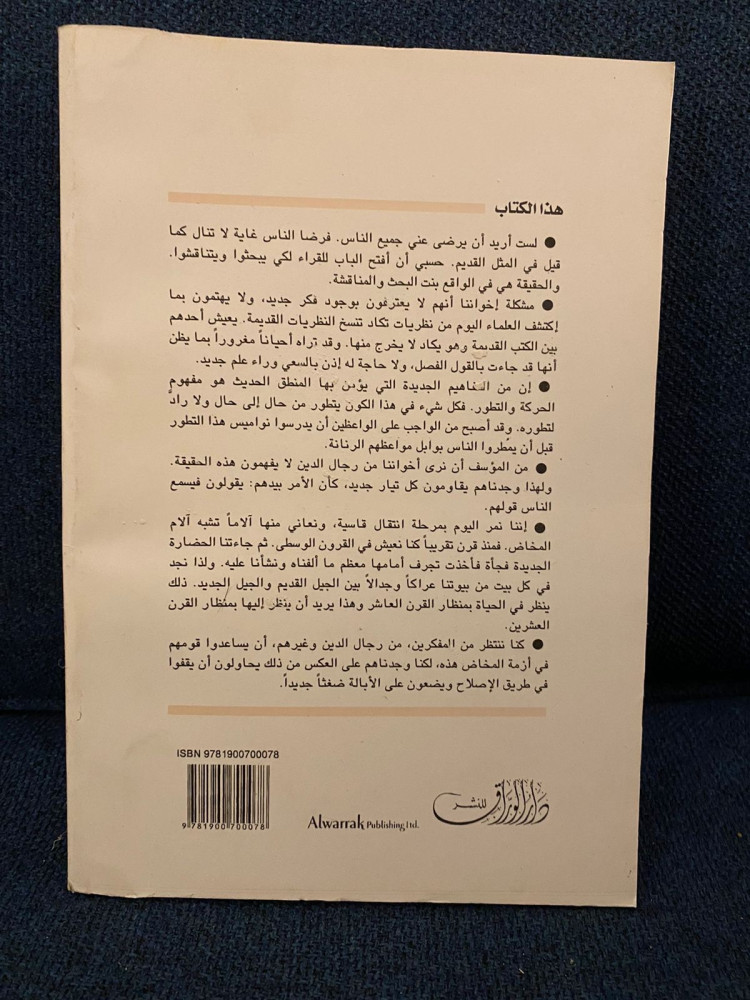 هذا الكتاب
● لست أريد أن يرضى عني جميع الناس. فرضا الناس غاية لا تنال كما
قيل في المثل القديم. حسبي أن أفتح الباب للقراء لكي يبحثوا ويتناقشوا.
والحقيقة هي في الواقع بنت البحث والمناقشة.
● مشكلة إخواننا أنهم لا يعترفون بوجود فكر جديد، ولا يهتمون بما
إكتشف العلماء اليوم من نظريات تكاد تنسخ النظريات القديمة. يعيش أحدهم
بين الكتب القديمة وهو يكاد لا يخرج منها. وقد تراه أحياناً مغروراً بما يظن
أنها قد جاءت بالقول الفصل، ولا حاجة له إذن بالسعي وراء علم جديد.
● إن من المفاهيم الجديدة التي يؤمن بها المنطق الحديث هو مفهوم
الحركة والتطور. فكل شيء في هذا الكون يتطور من حال إلى حال ولا رادّ
لتطوره. وقد أصبح من الواجب على الواعظين أن يدرسوا نواميس هذا التطور
قبل أن يمطروا الناس بوابل مواعظهم الرنانة.
● من المؤسف أن نرى أخواننا من رجال الدين لا يفهمون هذه الحقيقة.
ولهذا وجدناهم يقاومون كل تيار جديد، كأن الأمر بيدهم: يقولون فيسمع
الناس قولهم.
● إننا نمر اليوم بمرحلة انتقال قاسية، ونعاني منها آلاماً تشبه آلام
المخاض. فمنذ قرن تقريباً كنا نعيش في القرون الوسطى. ثم جاءتنا الحضارة
الجديدة فجأة فأخذت تجرف أمامها معظم ما ألفناه ونشأنا عليه. ولذا نجد
في كل بيت من بيوتنا عراكاً وجدالاً بين الجيل القديم والجيل الجديد. ذلك
ينظر في الحياة بمنظار القرن العاشر وهذا يريد أن ينظر إليها بمنظار القرن
العشرين.
● كنا ننتظر من المفكرين، من رجال الدين وغيرهم، أن يساعدوا قومهم
في أزمة المخاض هذه، لكنا وجدناهم على العكس من ذلك يحاولون أن يقفوا
في طريق الإصلاح ويضعون على الأبالة ضغثاً جديداً.
ISBN 9781900700078
9 781900 700078
Alwarrak Publishing Ltd.
دار الوراق للنشر